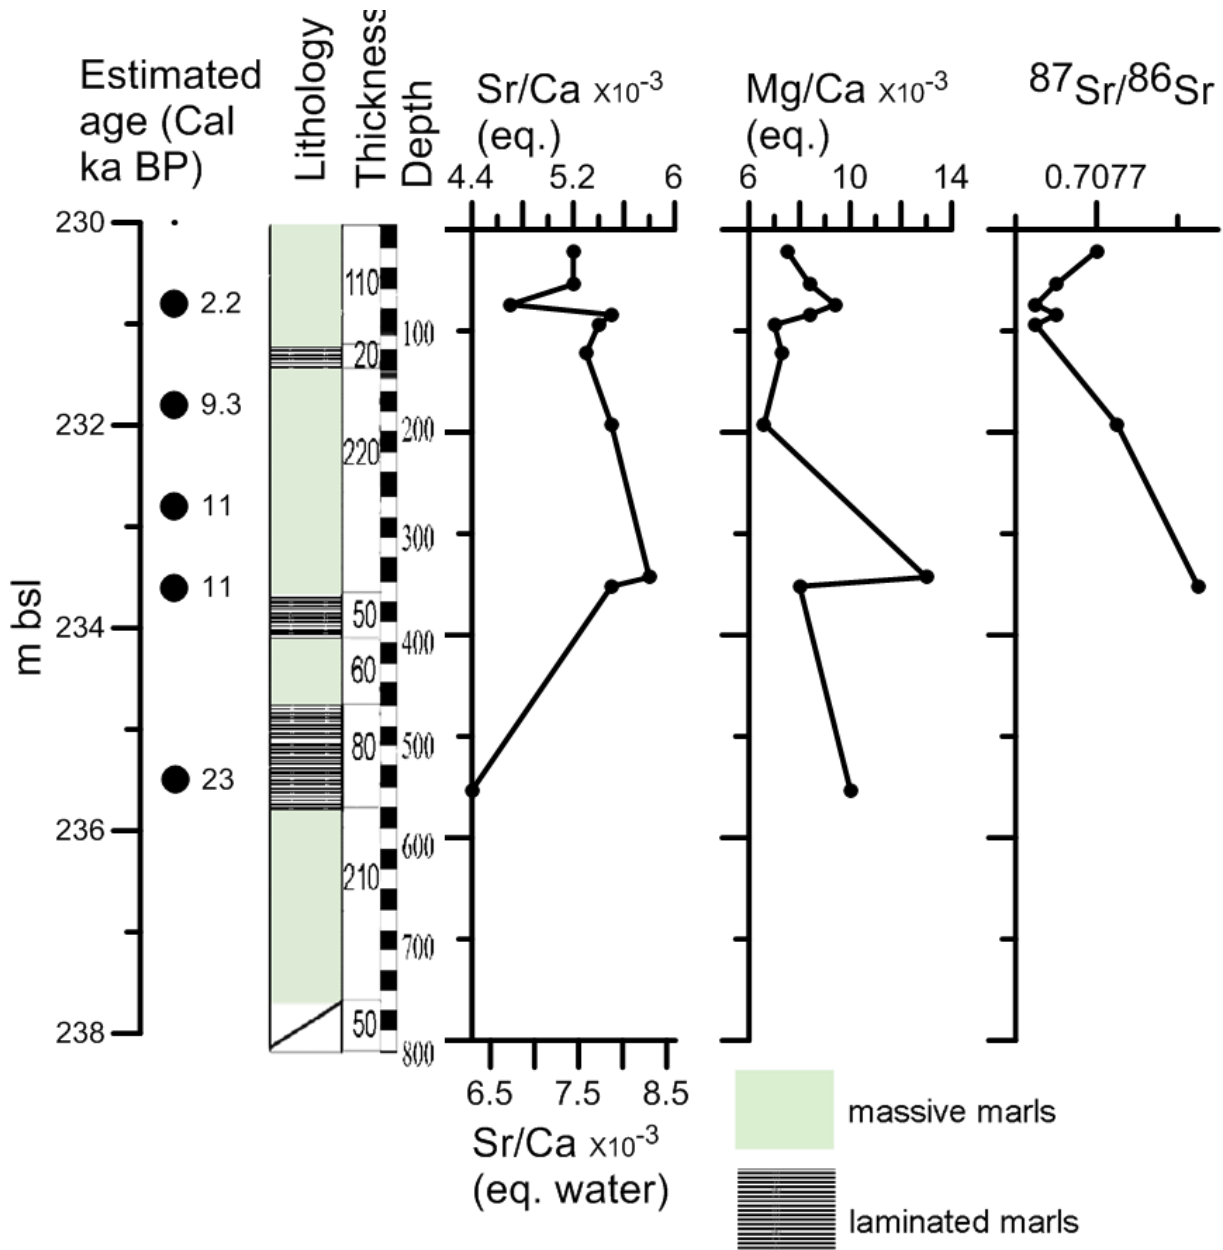 Estimated
age (Cal
ka BP)
Lithology
Thickness
Depth
Sr/Ca x10-3
(eq.)
4.4 5.2 6
Mg/Ca x10-3
(eq.)
6 10 14
87Sr/86Sr
0.7077
m bsl
230
232
234
236
238
2.2
9.3
11
11
23
110
20
220
50
60
80
210
50
100
200
300
400
500
600
700
800
6.5 7.5 8.5
Sr/Ca x10-3
(eq. water)
massive marls
laminated marls